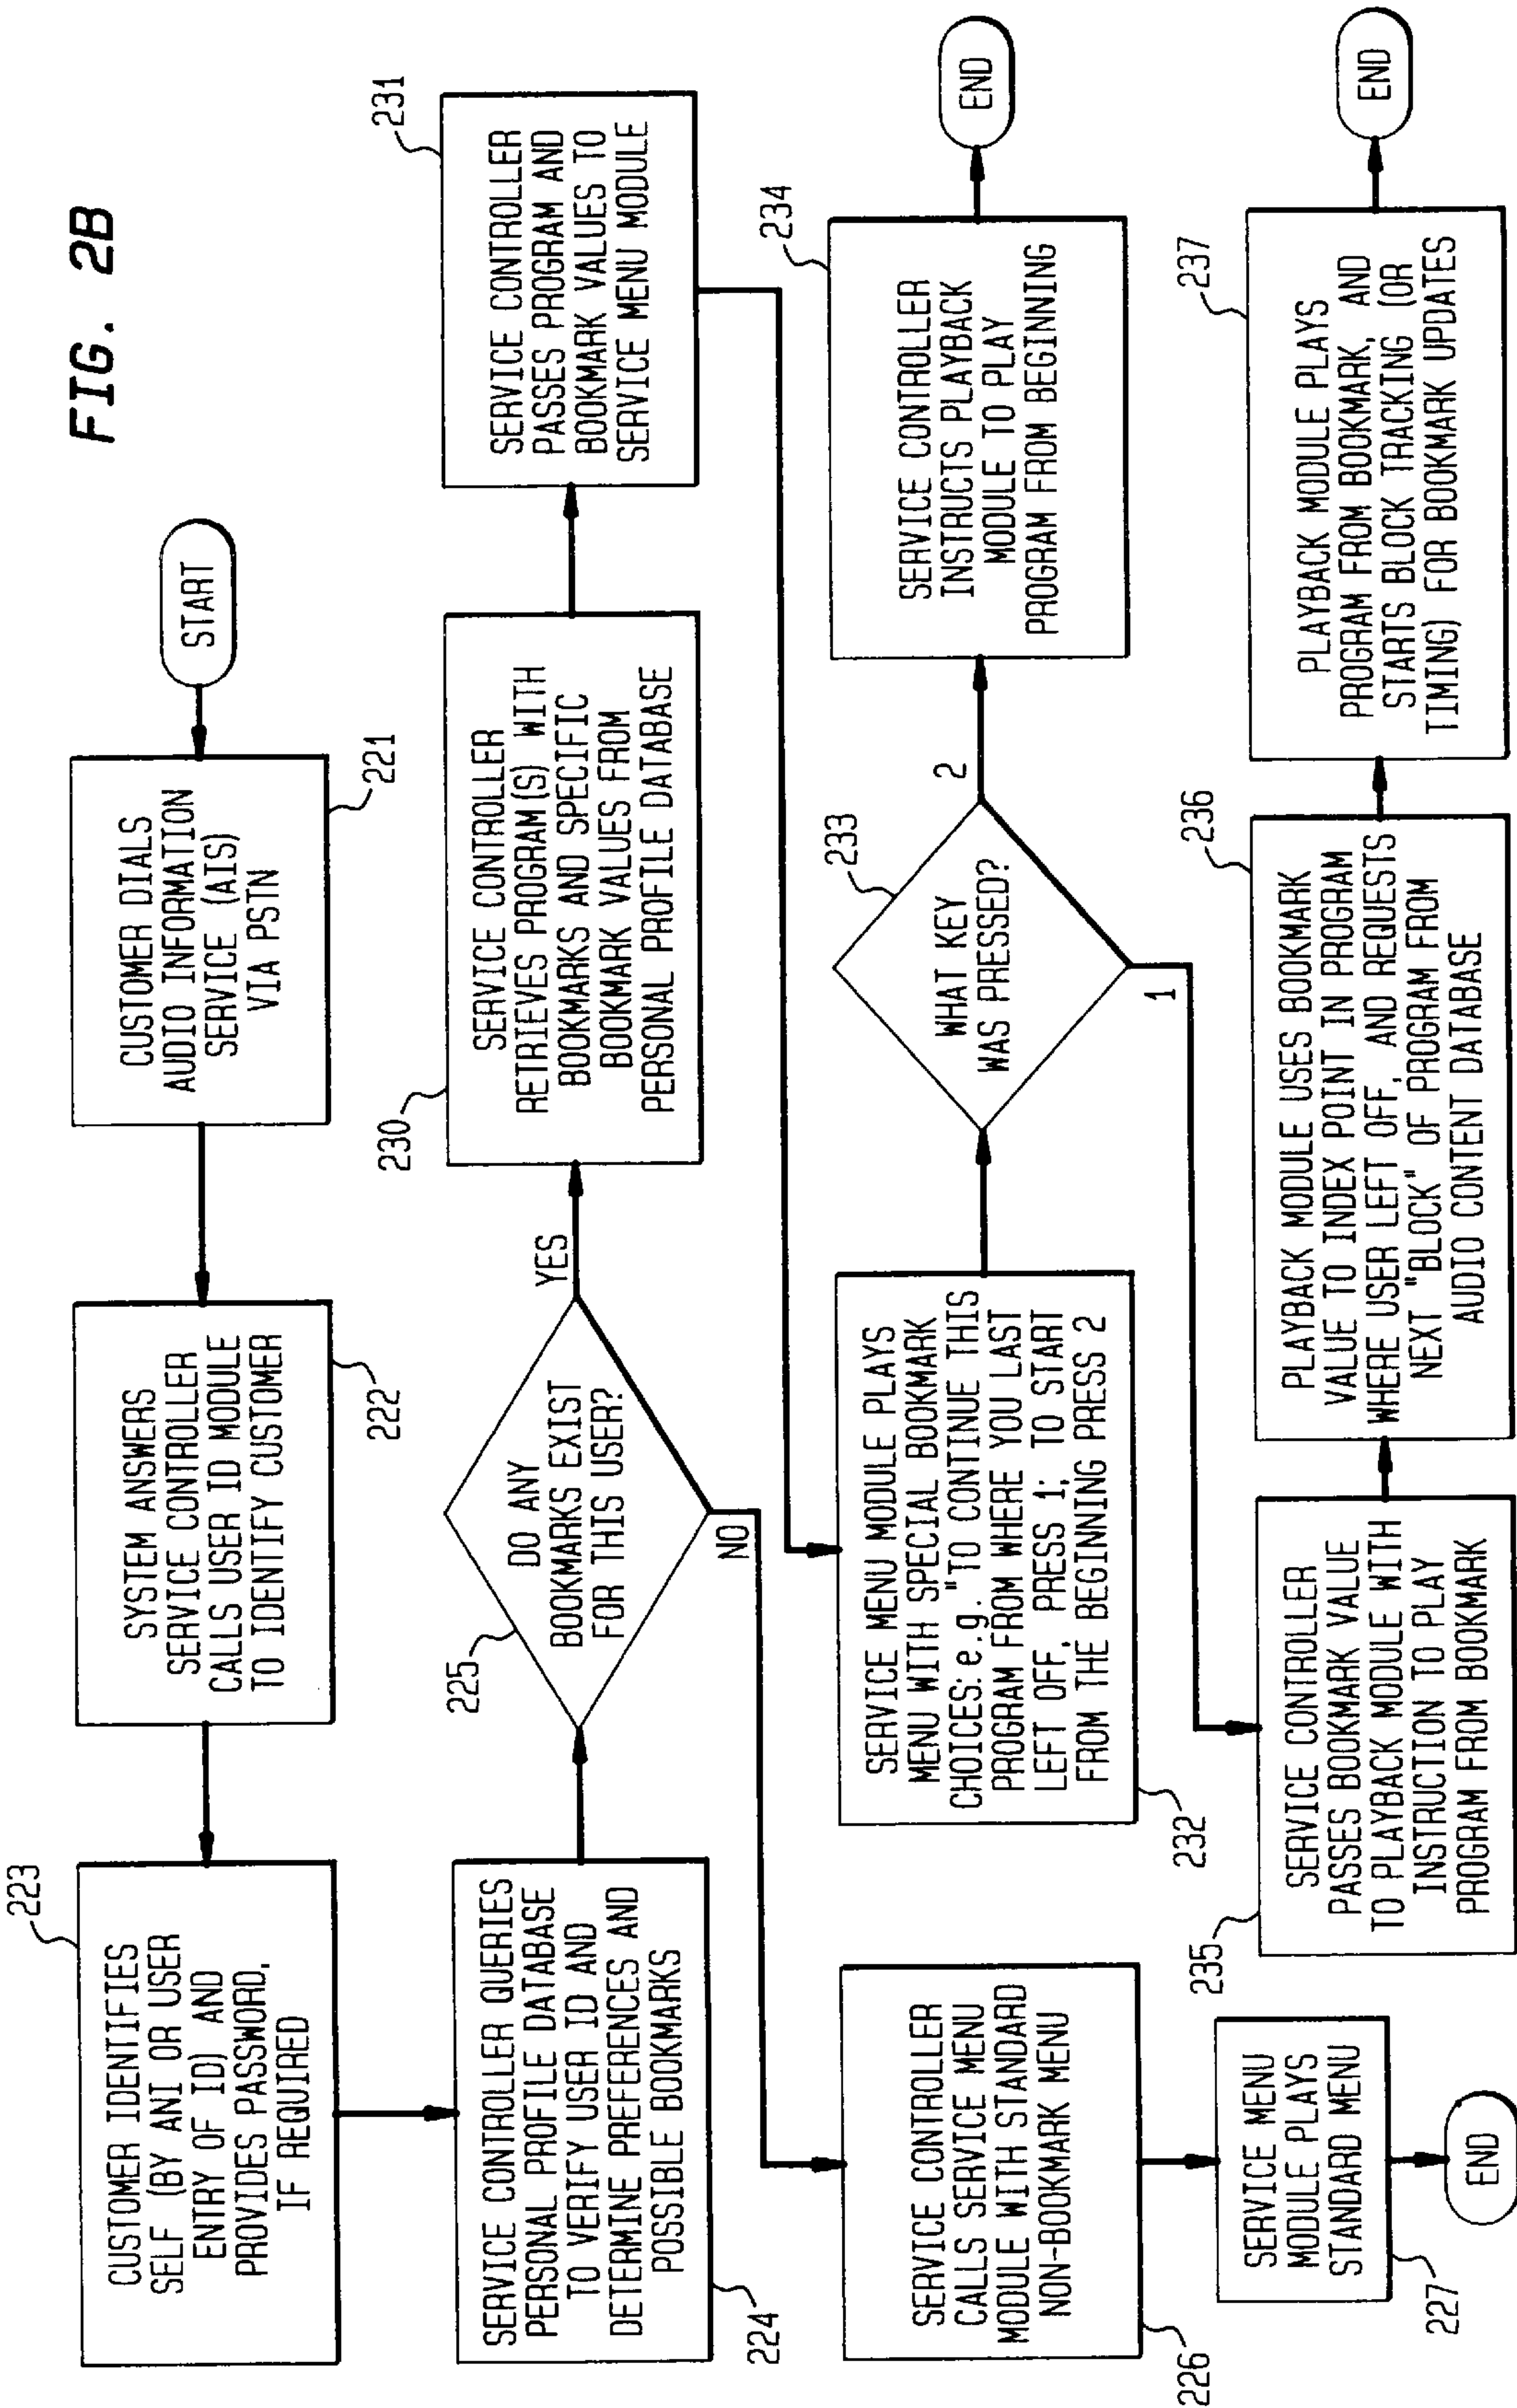 FIG. 2B
START
CUSTOMER DIALS
AUDIO INFORMATION
SERVICE (AIS)
VIA PSTN
221
SYSTEM ANSWERS
SERVICE CONTROLLER
CALLS USER ID MODULE
TO IDENTIFY CUSTOMER
222
223
CUSTOMER IDENTIFIES
SELF (BY ANI OR USER
ENTRY OF ID) AND
PROVIDES PASSWORD,
IF REQUIRED
SERVICE CONTROLLER QUERIES
PERSONAL PROFILE DATABASE
TO VERIFY USER ID AND
DETERMINE PREFERENCES AND
POSSIBLE BOOKMARKS
224
225
DO ANY
BOOKMARKS EXIST
FOR THIS USER?
YES
NO
230
SERVICE CONTROLLER
RETRIEVES PROGRAM(S) WITH
BOOKMARKS AND SPECIFIC
BOOKMARK VALUES FROM
PERSONAL PROFILE DATABASE
231
SERVICE CONTROLLER
PASSES PROGRAM AND
BOOKMARK VALUES TO
SERVICE MENU MODULE
SERVICE CONTROLLER
CALLS SERVICE MENU
MODULE WITH STANDARD
NON-BOOKMARK MENU
226
SERVICE MENU
MODULE PLAYS
STANDARD MENU
227
END
SERVICE MENU MODULE PLAYS
MENU WITH SPECIAL BOOKMARK
CHOICES: e.g. "TO CONTINUE THIS
PROGRAM FROM WHERE YOU LAST
LEFT OFF, PRESS 1; TO START
FROM THE BEGINNING PRESS 2
232
233
WHAT KEY
WAS PRESSED?
2
1
234
SERVICE CONTROLLER
INSTRUCTS PLAYBACK
MODULE TO PLAY
PROGRAM FROM BEGINNING
END
235
SERVICE CONTROLLER
PASSES BOOKMARK VALUE
TO PLAYBACK MODULE WITH
INSTRUCTION TO PLAY
PROGRAM FROM BOOKMARK
236
PLAYBACK MODULE USES BOOKMARK
VALUE TO INDEX POINT IN PROGRAM
WHERE USER LEFT OFF, AND REQUESTS
NEXT "BLOCK" OF PROGRAM FROM
AUDIO CONTENT DATABASE
237
PLAYBACK MODULE PLAYS
PROGRAM FROM BOOKMARK, AND
STARTS BLOCK TRACKING (OR
TIMING) FOR BOOKMARK UPDATES
END